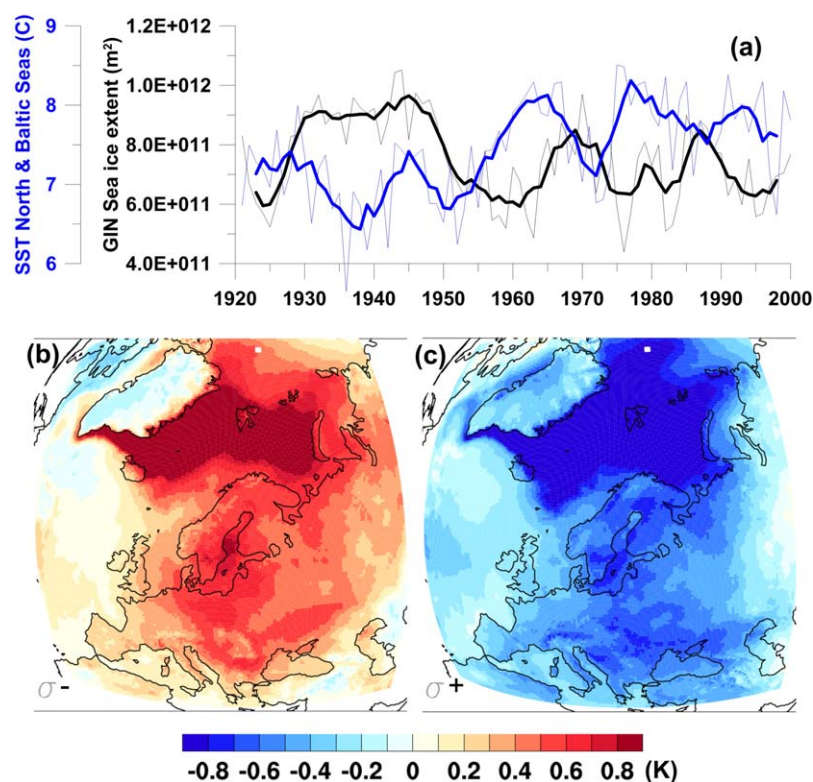 SST North & Baltic Seas (C)
9
8
7
6
GIN Sea ice extent (m²)
1.2E+012
1.0E+012
8.0E+011
6.0E+011
4.0E+011
(a)
1920 1930 1940 1950 1960 1970 1980 1990 2000
(b)
σ -
(c)
σ +
-0.8 -0.6 -0.4 -0.2 0 0.2 0.4 0.6 0.8 (K)